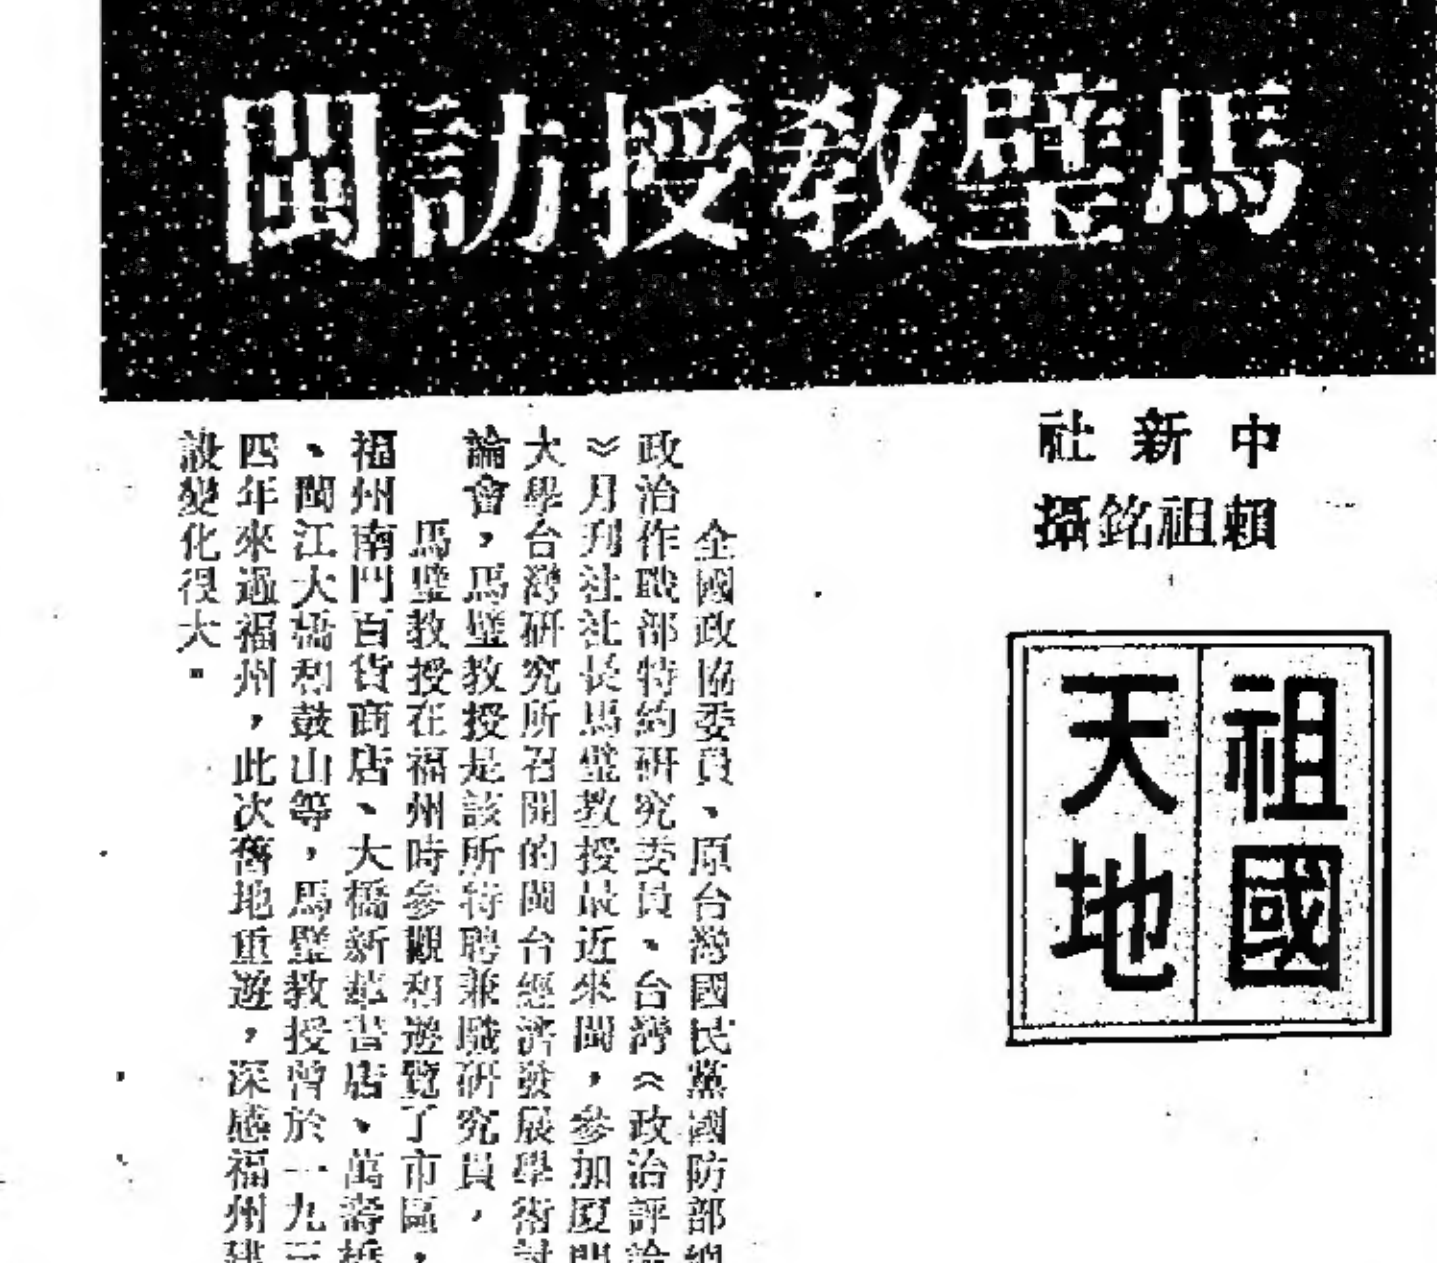 馬璧教授訪閩
中新社
賴祖銘攝
祖國
天地
全國政協委員、原台灣國民黨國防部總
政治作戰部特約研究委員、台灣《政治評論
》月刊社社長馬璧教授最近來閩,參加廈門
大學台灣研究所召開的閩台經濟發展學術討
論會,馬璧教授是該所特聘兼職研究員,
馬璧教授在福州時參觀和遊覽了市區,
福州南門百貨商店、大橋新華書店、萬壽橋
、閩江大橋和鼓山等,馬璧教授曾於一九三
四年來過福州,此次舊地重遊,深感福州建
設變化很大。